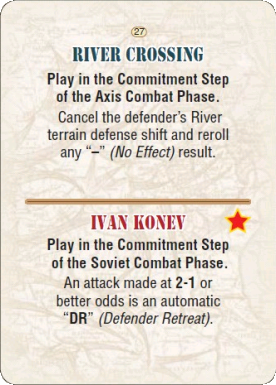 27
RIVER CROSSING
Play in the Commitment Step
of the Axis Combat Phase.
Cancel the defender's River
terrain defense shift and reroll
any “–” (No Effect) result.
IVAN KONEV
Play in the Commitment Step
of the Soviet Combat Phase.
An attack made at 2-1 or
better odds is an automatic
“DR” (Defender Retreat).